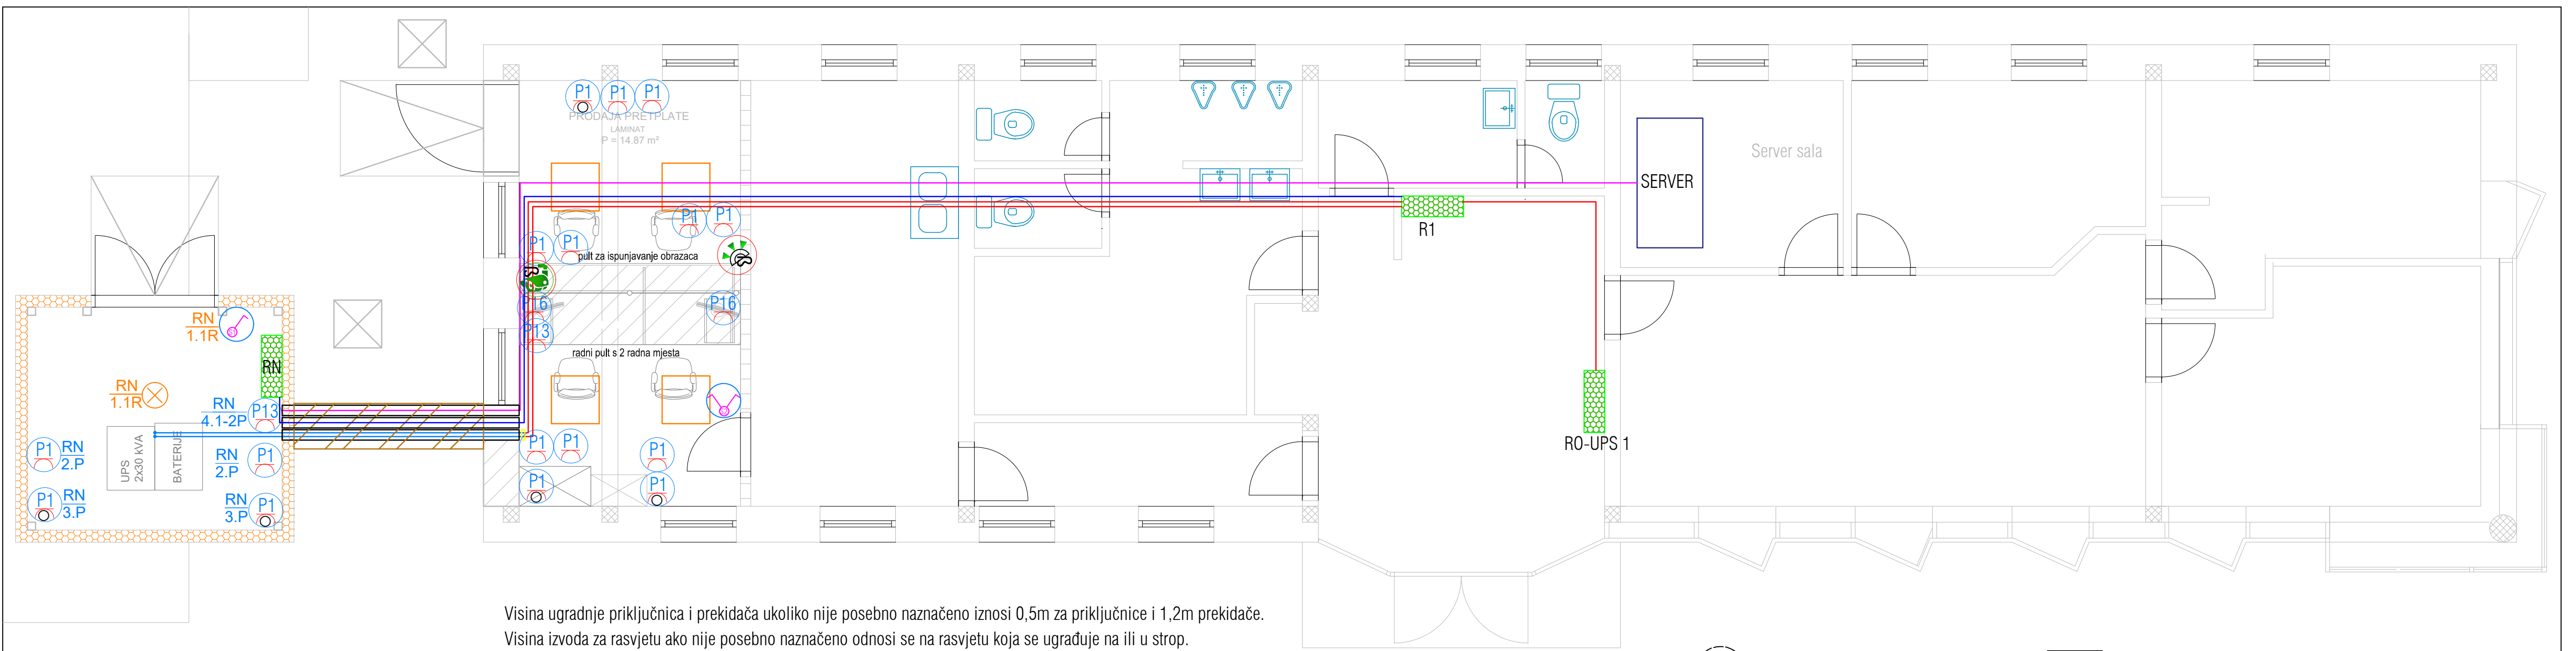 P1 P1 P1
PRODAJA PRETPLATE
LAMINAT
P = 14.87 m²
Server sala
SERVER
P1 P1
R1
P1 P1
pult za ispunjavanje obrazaca
P16 P16
P13
radni pult s 2 radna mjesta
RN
1.1R
RN
RN
1.1R
RN
4.1-2P
P13
UPS
2x30 kVA
BATERIJE
P1 RN
2.P
RN
2.P
P1
P1 RN
3.P
RN
3.P
P1
P1 P1 P1
P1 P1
RO-UPS 1
Visina ugradnje priključnica i prekidača ukoliko nije posebno naznačeno iznosi 0,5m za priključnice i 1,2m prekidače.
Visina izvoda za rasvjetu ako nije posebno naznačeno odnosi se na rasvjetu koja se ugrađuje na ili u strop.